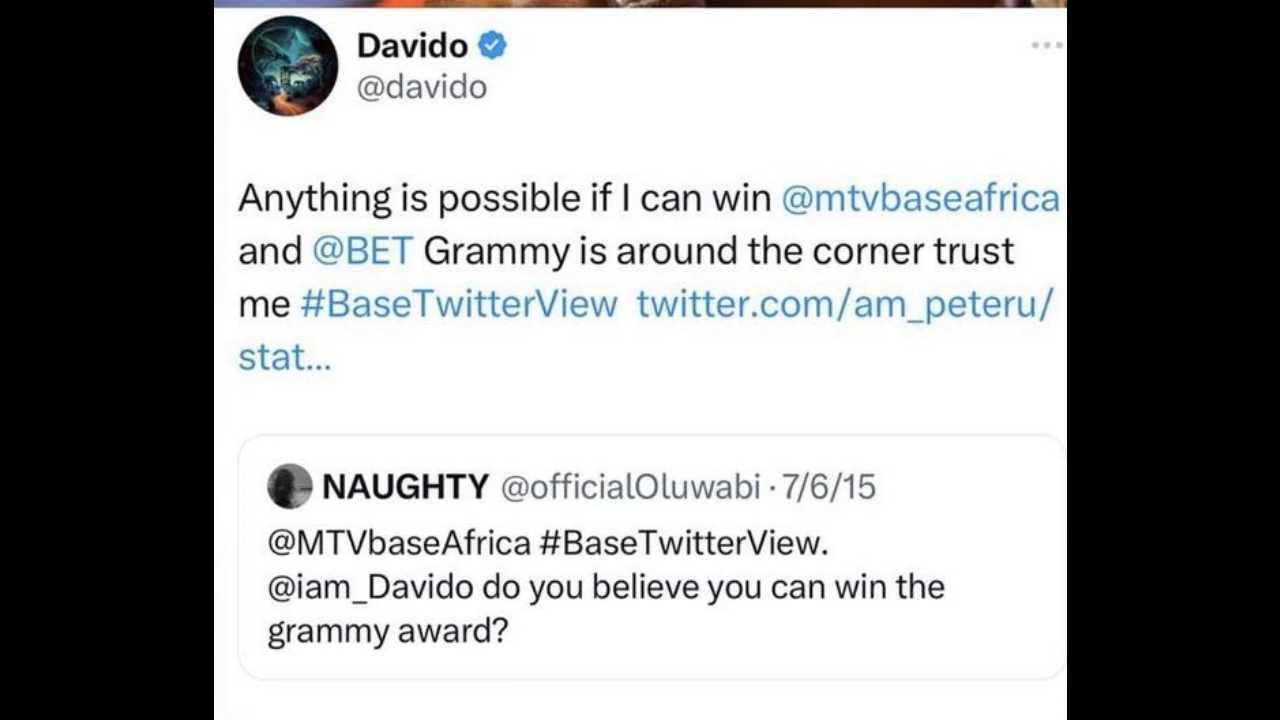 Davido
@davido
Anything is possible if I can win @mtvbaseafrica
and @BET Grammy is around the corner trust
me #BaseTwitterView twitter.com/am_peteru/
stat...
NAUGHTY @officialOluwabi · 7/6/15
@MTVbaseAfrica #BaseTwitterView.
@iam_Davido do you believe you can win the
grammy award?